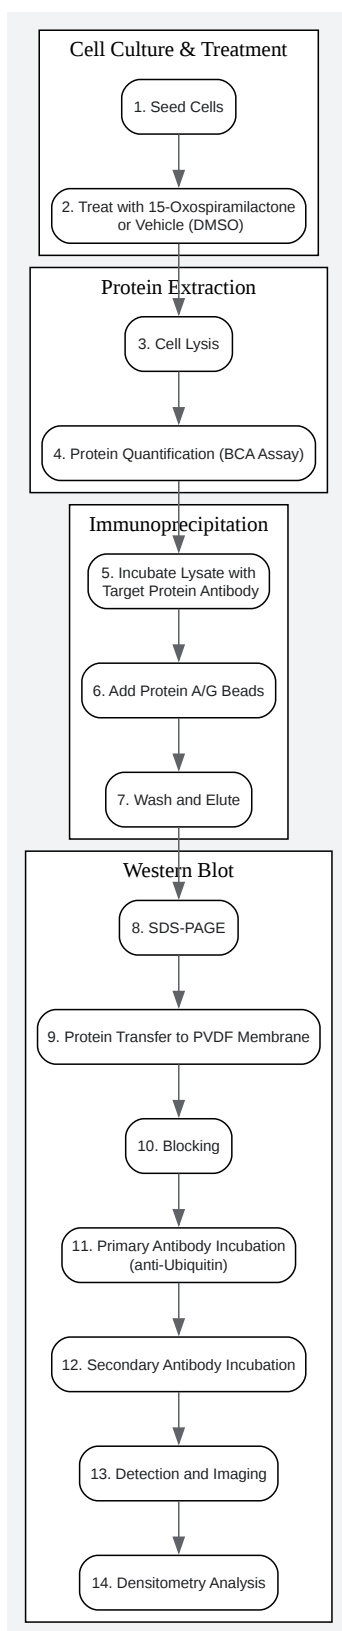 Cell Culture & Treatment
1. Seed Cells
2. Treat with 15-Oxospiramilactone
or Vehicle (DMSO)
Protein Extraction
3. Cell Lysis
4. Protein Quantification (BCA Assay)
Immunoprecipitation
5. Incubate Lysate with
Target Protein Antibody
6. Add Protein A/G Beads
7. Wash and Elute
Western Blot
8. SDS-PAGE
9. Protein Transfer to PVDF Membrane
10. Blocking
11. Primary Antibody Incubation
(anti-Ubiquitin)
12. Secondary Antibody Incubation
13. Detection and Imaging
14. Densitometry Analysis